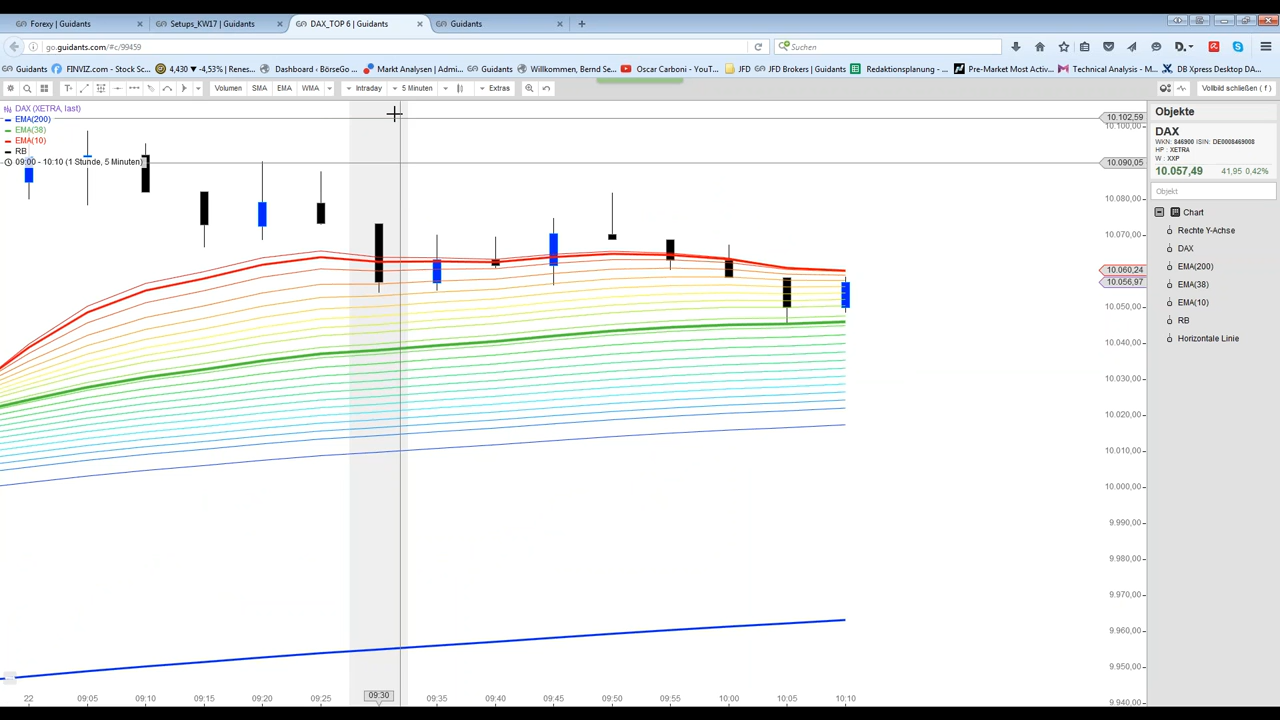 Forexy | Guidants
Setups_KW17 | Guidants
DAX_TOP 6 | Guidants
Guidants
go.guidants.com/#c/99459
Suchen
Guidants
FINVIZ.com - Stock Sc...
4,430 ▾ -4,53% | Renes...
Dashboard ‹ BörseGo ...
Markt Analysen | Admi...
Guidants
Willkommen, Bernd Se...
Oscar Carboni - YouT...
JFD
JFD Brokers | Guidants
Redaktionsplanung - ...
Pre-Market Most Activ...
Technical Analysis - M...
DB Xpress Desktop DA...
Volumen
SMA
EMA
WMA
Intraday
5 Minuten
Extras
Vollbild schließen ( f )
DAX (XETRA, last)
EMA(200)
EMA(38)
EMA(10)
RB
09:00 - 10:10 (1 Stunde, 5 Minuten)
10.102,59
10.100,00
10.090,05
10.080,00
10.070,00
10.060,24
10.056,97
10.050,00
10.040,00
10.030,00
10.020,00
10.010,00
10.000,00
9.990,00
9.980,00
9.970,00
9.960,00
9.950,00
9.940,00
22
09:05
09:10
09:15
09:20
09:25
09:30
09:35
09:40
09:45
09:50
09:55
10:00
10:05
10:10
Objekte
DAX
WKN: 846900 ISIN: DE0008469008
HP : XETRA
W : XXP
10.057,49 41,95 0,42%
Objekt
Chart
Rechte Y-Achse
DAX
EMA(200)
EMA(38)
EMA(10)
RB
Horizontale Linie